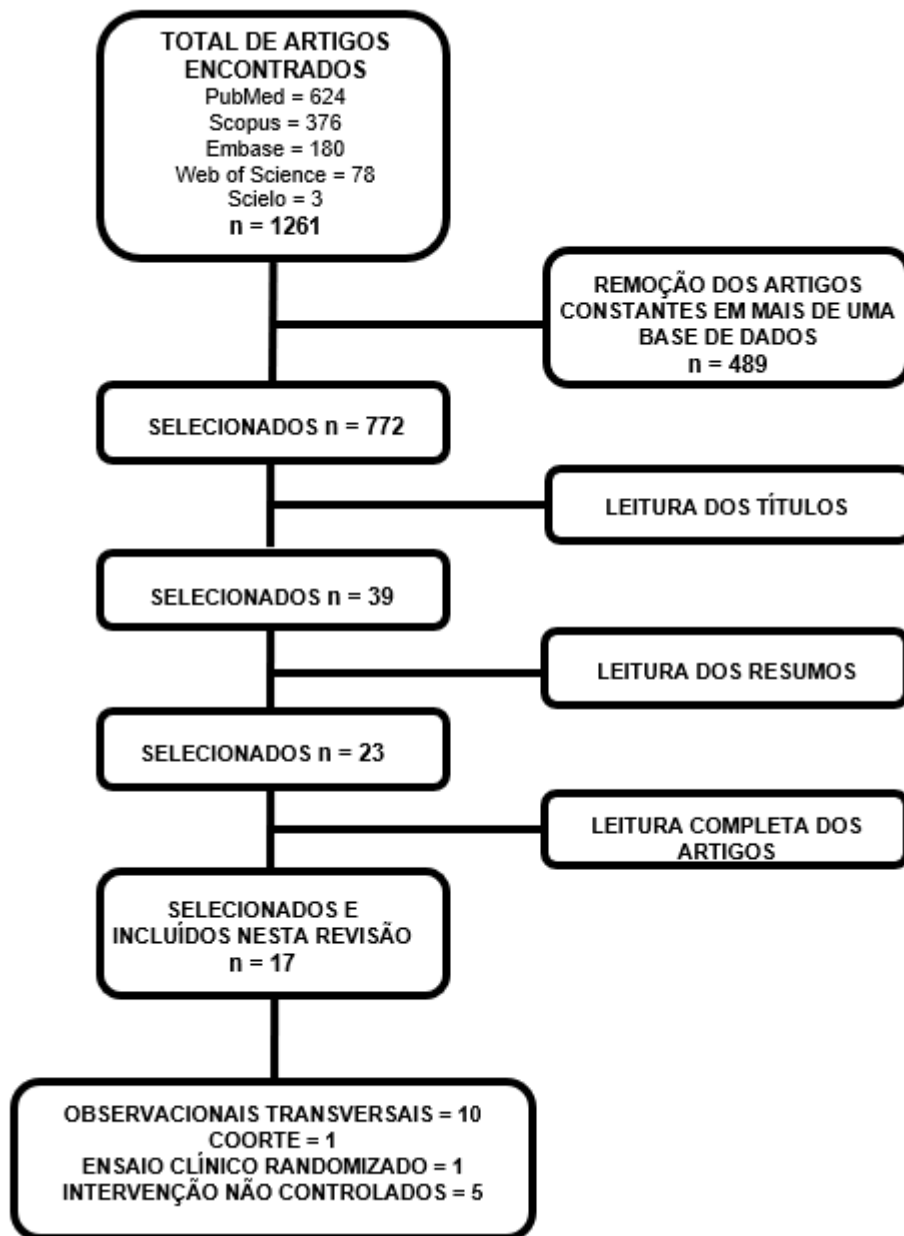 TOTAL DE ARTIGOS
ENCONTRADOS
PubMed = 624
Scopus = 376
Embase = 180
Web of Science = 78
Scielo = 3
n = 1261
REMOÇÃO DOS ARTIGOS
CONSTANTES EM MAIS DE UMA
BASE DE DADOS
n = 489
SELECIONADOS n = 772
LEITURA DOS TÍTULOS
SELECIONADOS n = 39
LEITURA DOS RESUMOS
SELECIONADOS n = 23
LEITURA COMPLETA DOS
ARTIGOS
SELECIONADOS E
INCLUÍDOS NESTA REVISÃO
n = 17
OBSERVACIONAIS TRANSVERSAIS = 10
COORTE = 1
ENSAIO CLÍNICO RANDOMIZADO = 1
INTERVENÇÃO NÃO CONTROLADOS = 5